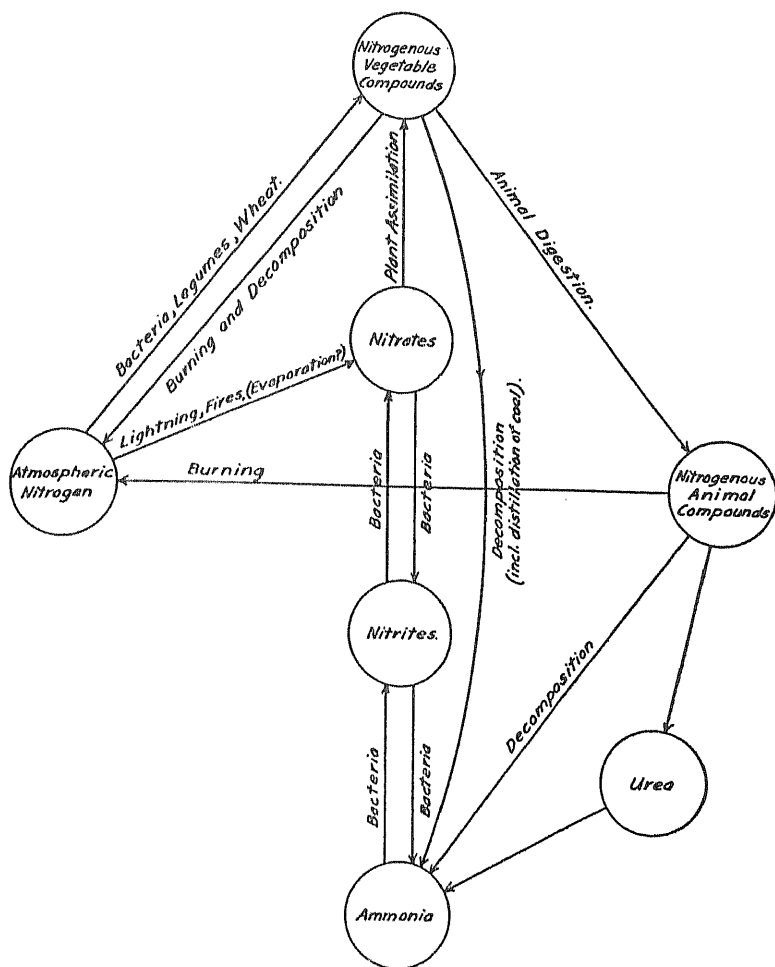 Nitrogenous
Vegetable
Compounds
Bacteria, Lagumes, Wheat.
Burning and Decomposition
Plant Assimilation
Animal Digestion.
Nitrates
Lightning, Fires, (Evaporation?)
Decomposition
(incl. distillation of coal).
Atmospheric
Nitrogen
Burning
Nitrogenous
Animal
Compounds
Bacteria
Bacteria
Nitrites.
Decomposition
Urea
Bacteria
Bacteria
Ammonia